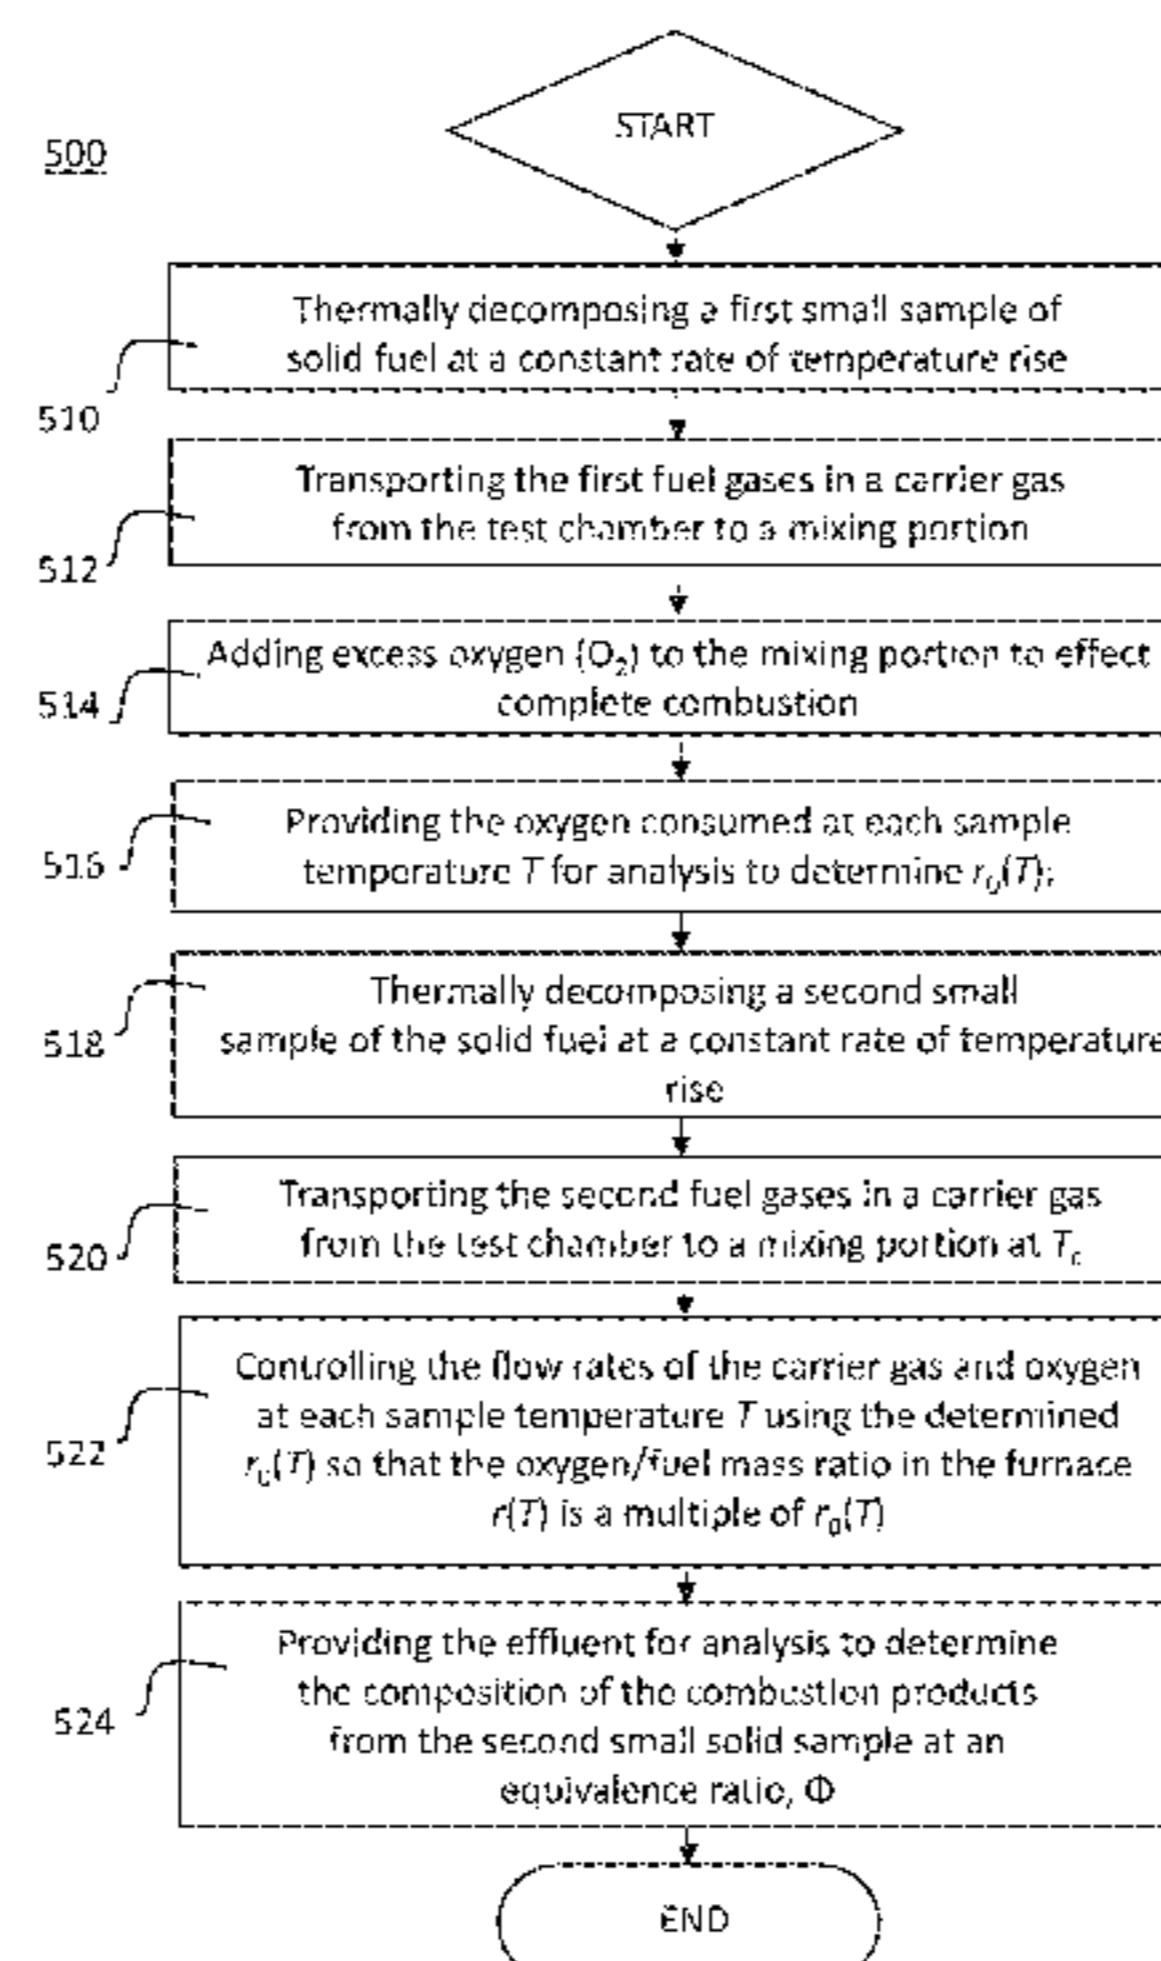 START
500
Thermally decomposing a first small sample of
solid fuel at a constant rate of temperature rise
510
Transporting the first fuel gases in a carrier gas
from the test chamber to a mixing portion
512
Adding excess oxygen (O₂) to the mixing portion to effect
complete combustion
514
Providing the oxygen consumed at each sample
temperature T for analysis to determine r₀(T);
516
Thermally decomposing a second small
sample of the solid fuel at a constant rate of temperature
rise
518
Transporting the second fuel gases in a carrier gas
from the test chamber to a mixing portion at T꜀
520
Controlling the flow rates of the carrier gas and oxygen
at each sample temperature T using the determined
r₀(T) so that the oxygen/fuel mass ratio in the furnace
r(T) is a multiple of r₀(T)
522
Providing the effluent for analysis to determine
the composition of the combustion products
from the second small solid sample at an
equivalence ratio, Φ
524
END